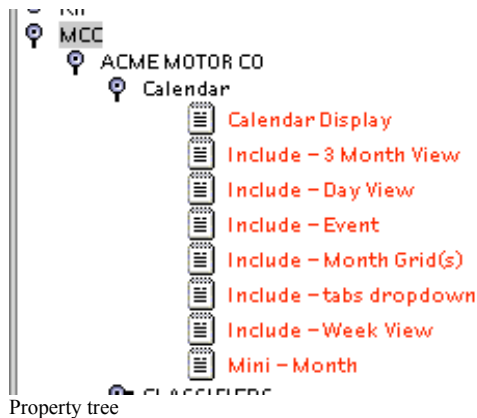 MCC
ACME MOTOR CO
Calendar
Calendar Display
Include – 3 Month View
Include – Day View
Include – Event
Include – Month Grid(s)
Include – tabs dropdown
Include – Week View
Mini – Month
CLASSIFIERS
Property tree